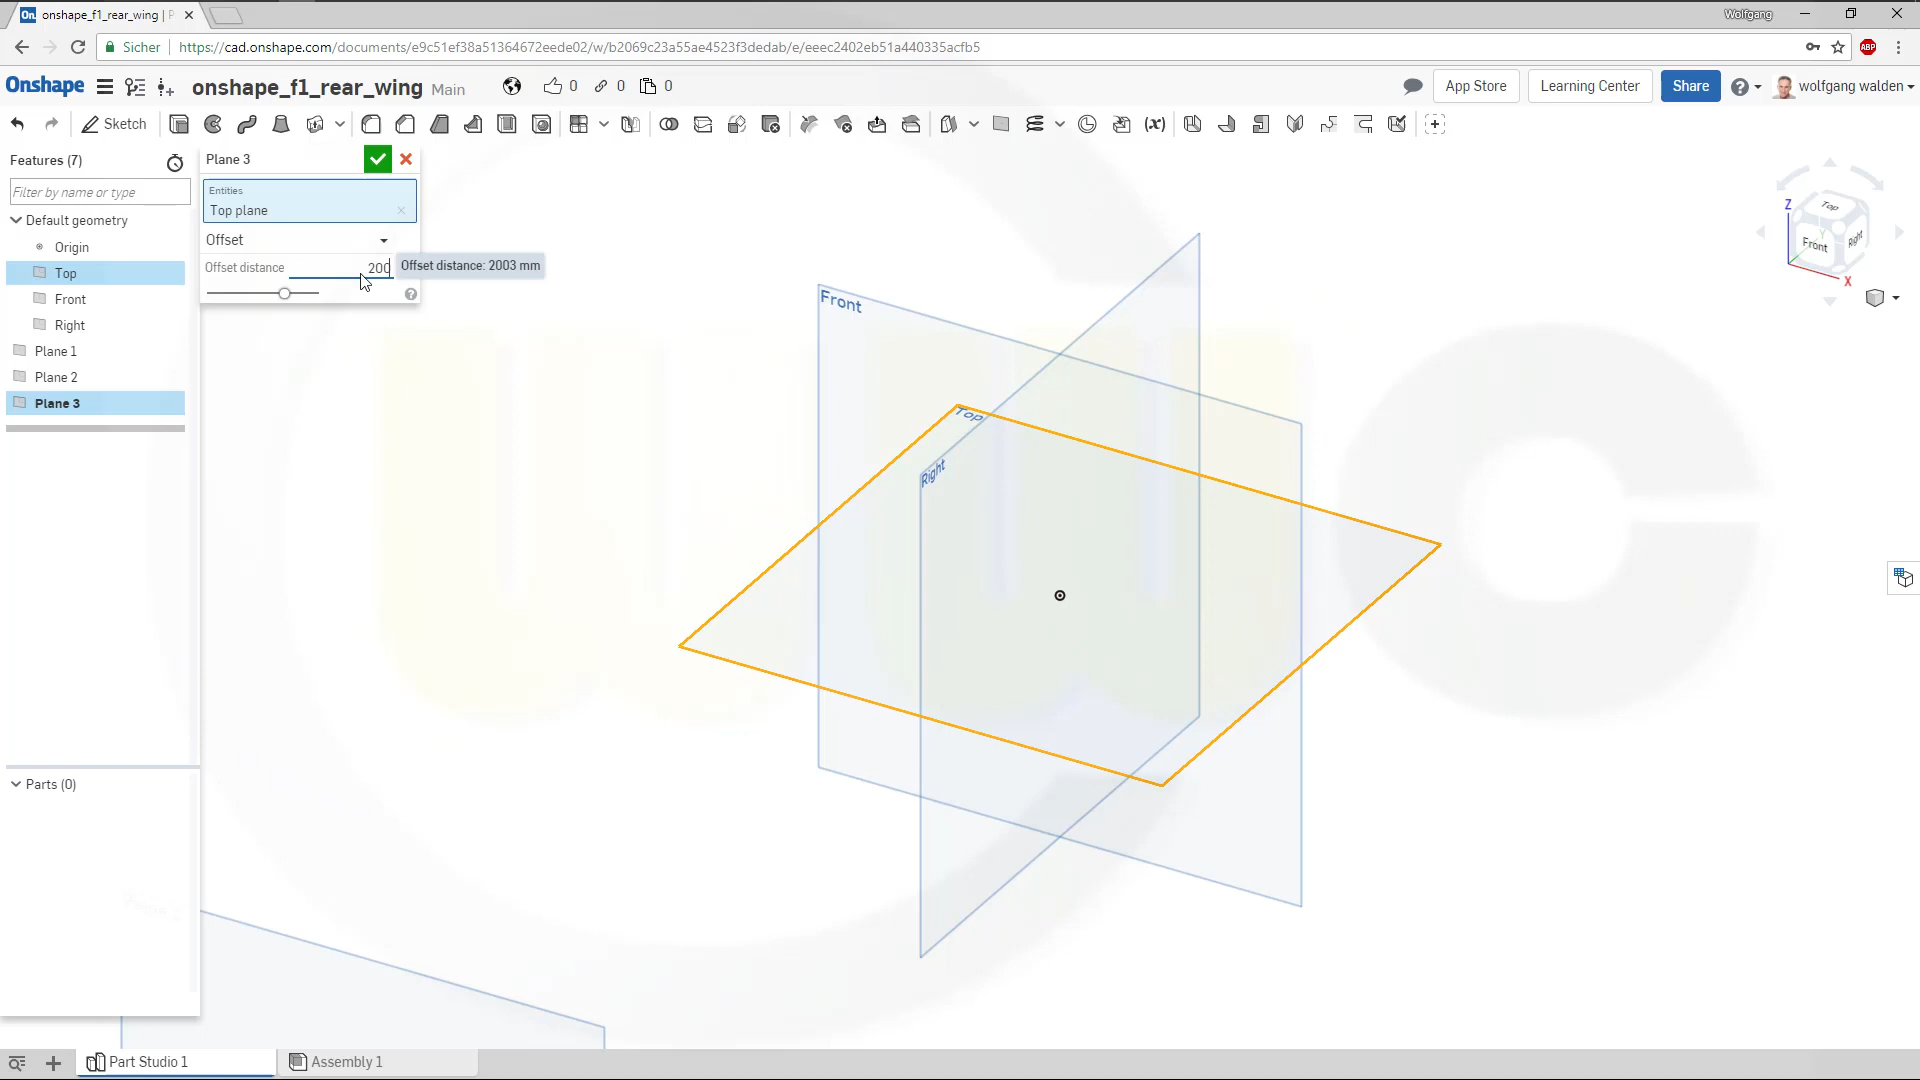 onshape_f1_rear_wing | P
Wolfgang
Sicher
https://cad.onshape.com/documents/e9c51ef38a51364672eede02/w/b2069c23a55ae4523f3dedab/e/eeec2402eb51a440335acfb5
ABP
Onshape
onshape_f1_rear_wing Main
0
0
0
App Store
Learning Center
Share
wolfgang walden
Sketch
(x)
Features (7)
Filter by name or type
Default geometry
Origin
Top
Front
Right
Plane 1
Plane 2
Plane 3
Parts (0)
Plane 3
Entities
Top plane
Offset
Offset distance
200
Offset distance: 2003 mm
Front
Top
Right
Z
Top
Front
Right
Y
X
Part Studio 1
Assembly 1